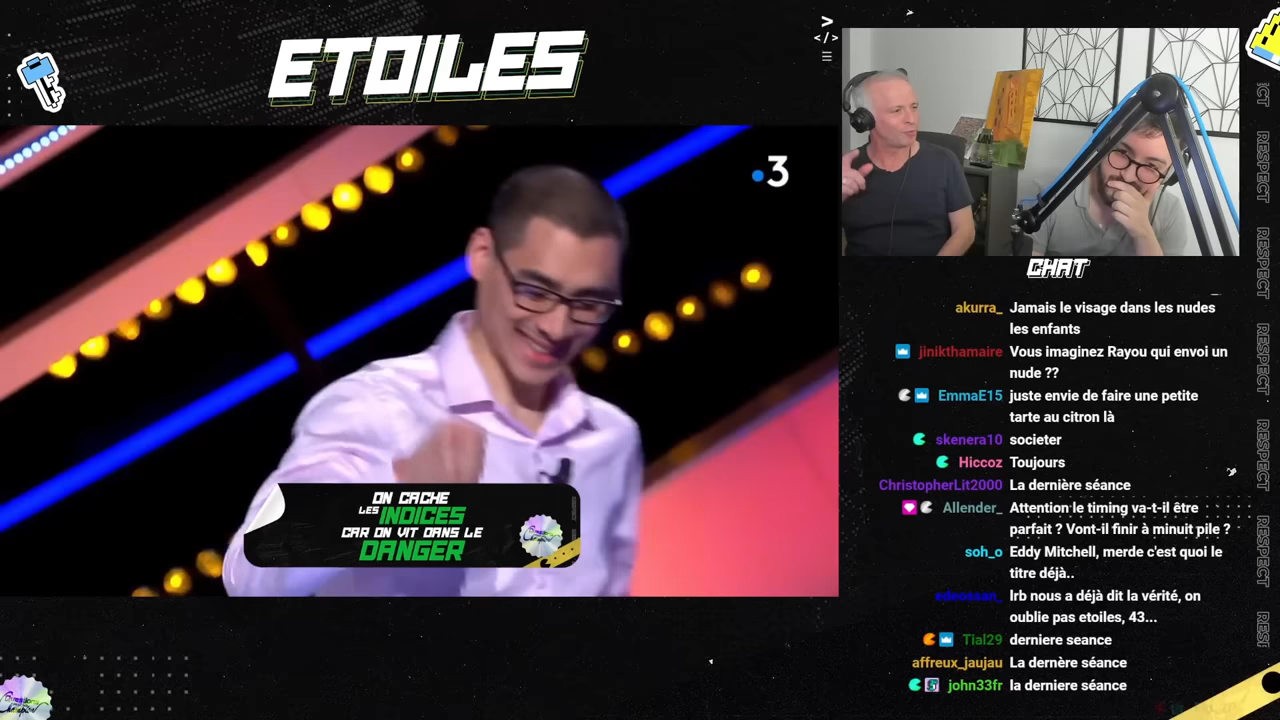 ETOILES
>
</>
3
ON CACHE
LES INDICES
CAR ON VIT DANS LE
DANGER
CHAT
akurra_ Jamais le visage dans les nudes
les enfants
jinikthamaire Vous imaginez Rayou qui envoi un
nude ??
EmmaE15 juste envie de faire une petite
tarte au citron là
skenera10 societer
Hiccoz Toujours
ChristopherLit2000 La dernière séance
Allender_ Attention le timing va-t-il être
parfait ? Vont-il finir à minuit pile ?
soh_o Eddy Mitchell, merde c'est quoi le
titre déjà..
Irb nous a déjà dit la vérité, on
oublie pas etoiles, 43...
Tial29 derniere seance
affreux_jaujau La dernère séance
john33fr la derniere séance
RESPECT
RESPECT
RESPECT
RESPECT
RESPECT